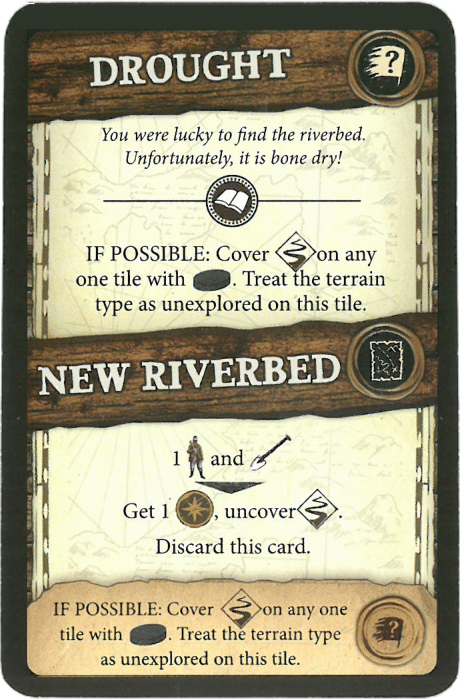 DROUGHT
?
You were lucky to find the riverbed.
Unfortunately, it is bone dry!
IF POSSIBLE: Cover on any
one tile with . Treat the terrain
type as unexplored on this tile.
NEW RIVERBED
1 and
Get 1 , uncover .
Discard this card.
IF POSSIBLE: Cover on any one
tile with . Treat the terrain type
as unexplored on this tile.
?